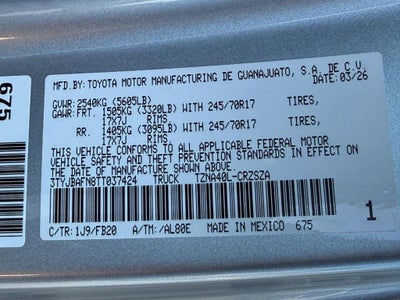 MFD.BY:TOYOTA MOTOR MANUFACTURING DE GUANAJUATO, S.A. DE C.V.
03/26
GVWR: 2540KG (5605LB)
GAWR: FRT. 1505KG (3320LB) WITH 245/70R17 TIRES,
17X7J RIMS.
RR. 1405KG (3095LB) WITH 245/70R17 TIRES,
17X7J RIMS.
THIS VEHICLE CONFORMS TO ALL APPLICABLE FEDERAL MOTOR
VEHICLE SAFETY AND THEFT PREVENTION STANDARDS IN EFFECT ON
THE DATE OF MANUFACTURE SHOWN ABOVE.
3TYJBAFN8TT037424 TRUCK TZNA40L-CRZSZA
C/TR:1J9/FB20 A/TM:/AL80E MADE IN MEXICO 675
1
675